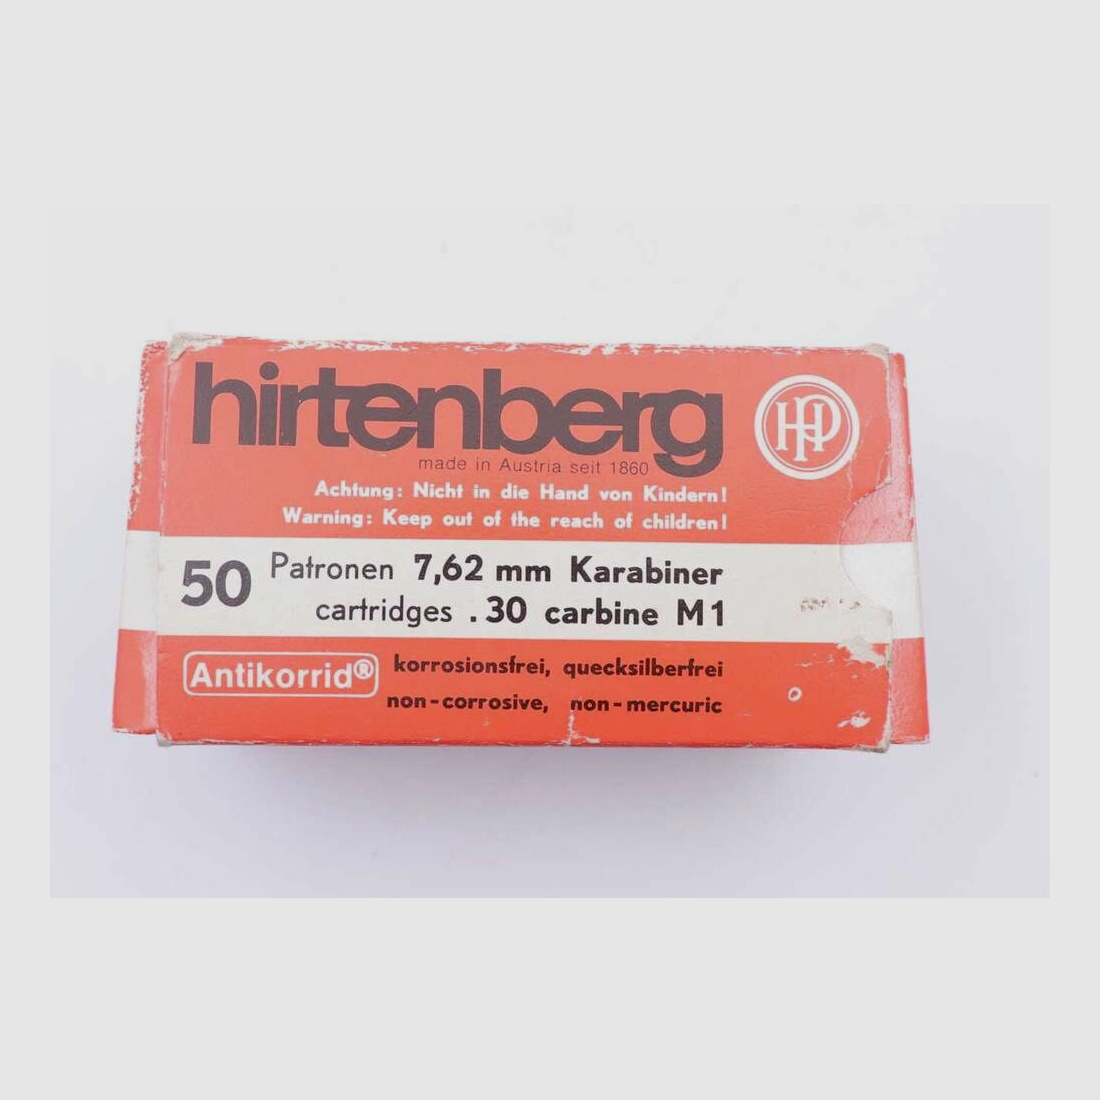 hirtenberg
HP
made in Austria seit 1860
Achtung: Nicht in die Hand von Kindern!
Warning: Keep out of the reach of children!
50 Patronen 7,62 mm Karabiner
cartridges .30 carbine M1
Antikorrid® korrosionsfrei, quecksilberfrei
non-corrosive, non-mercuric